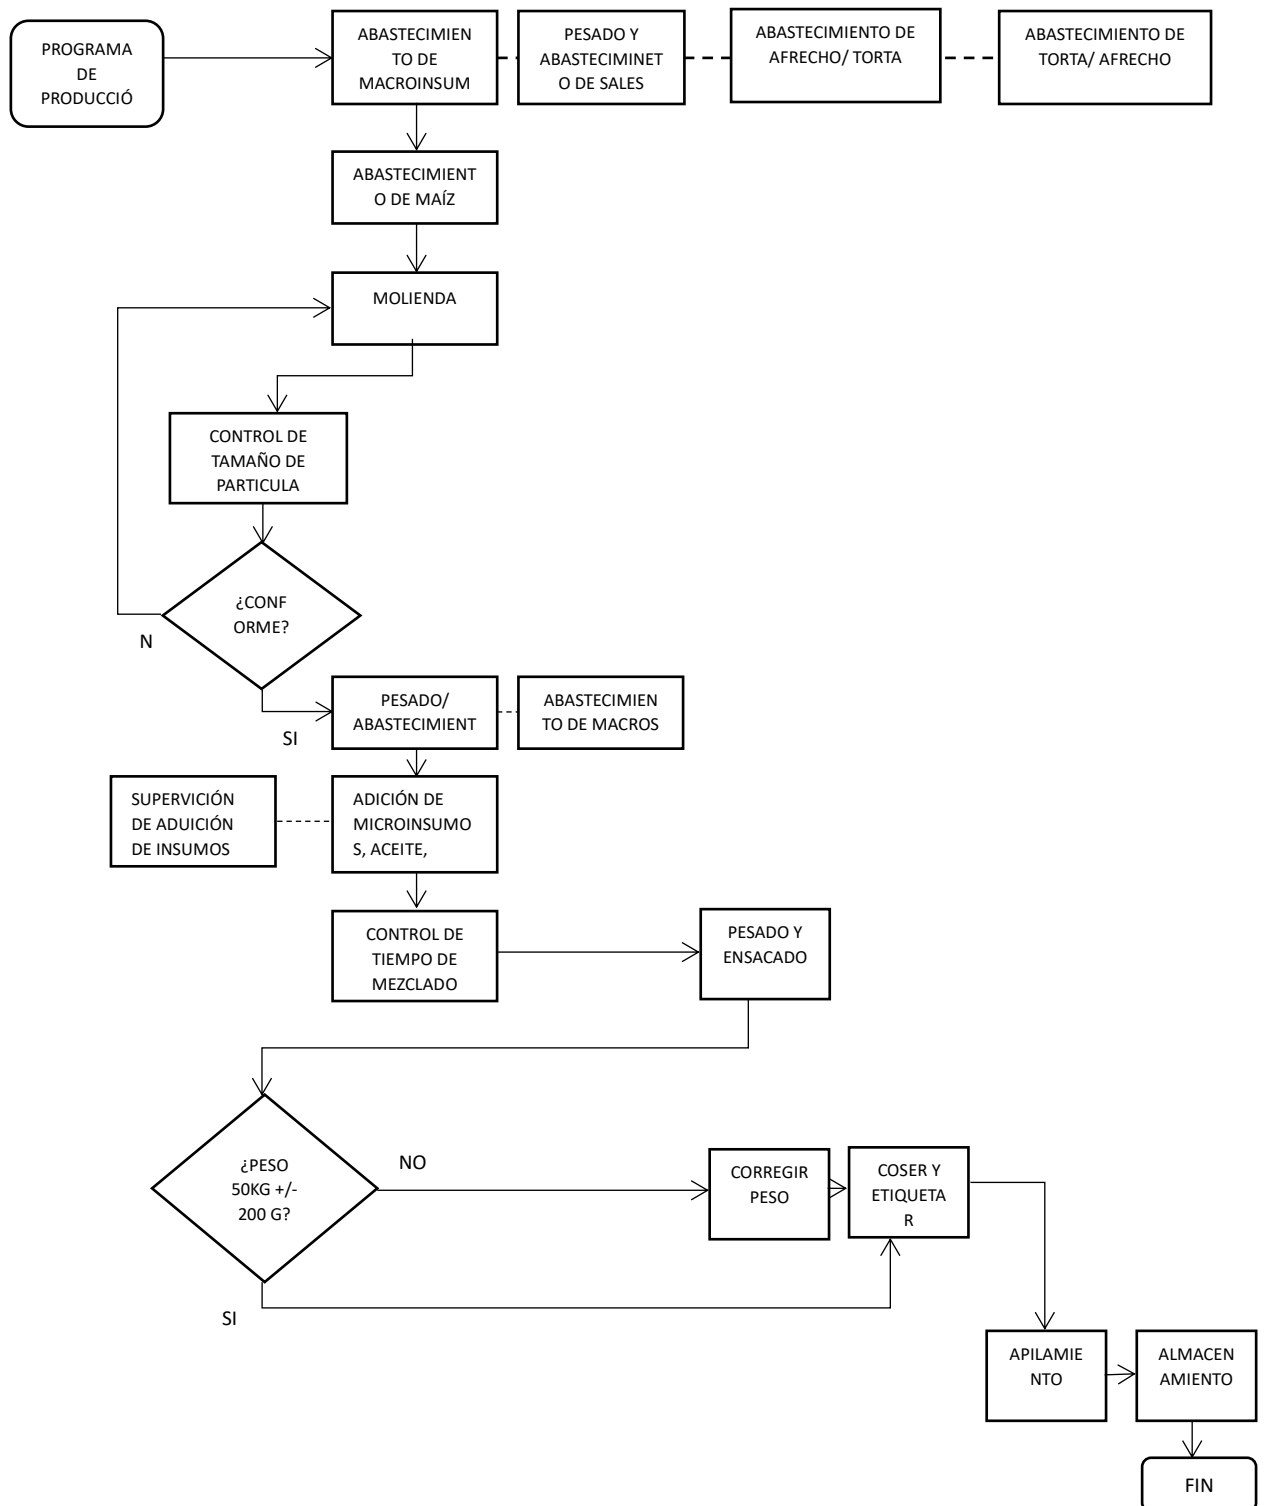 PROGRAMA
DE
PRODUCCIÓ
ABASTECIMIEN
TO DE
MACROINSUM
PESADO Y
ABASTECIMINET
O DE SALES
ABASTECIMIENTO DE
AFRECHO/ TORTA
ABASTECIMIENTO DE
TORTA/ AFRECHO
ABASTECIMIENT
O DE MAÍZ
MOLIENDA
CONTROL DE
TAMAÑO DE
PARTICULA
¿CONF
ORME?
N
SI
PESADO/
ABASTECIMIENT
ABASTECIMIEN
TO DE MACROS
SUPERVICIÓN
DE ADUICIÓN
DE INSUMOS
ADICIÓN DE
MICROINSUMO
S, ACEITE,
CONTROL DE
TIEMPO DE
MEZCLADO
PESADO Y
ENSACADO
¿PESO
50KG +/-
200 G?
NO
SI
CORREGIR
PESO
COSER Y
ETIQUETA
R
APILAMIE
NTO
ALMACEN
AMIENTO
FIN